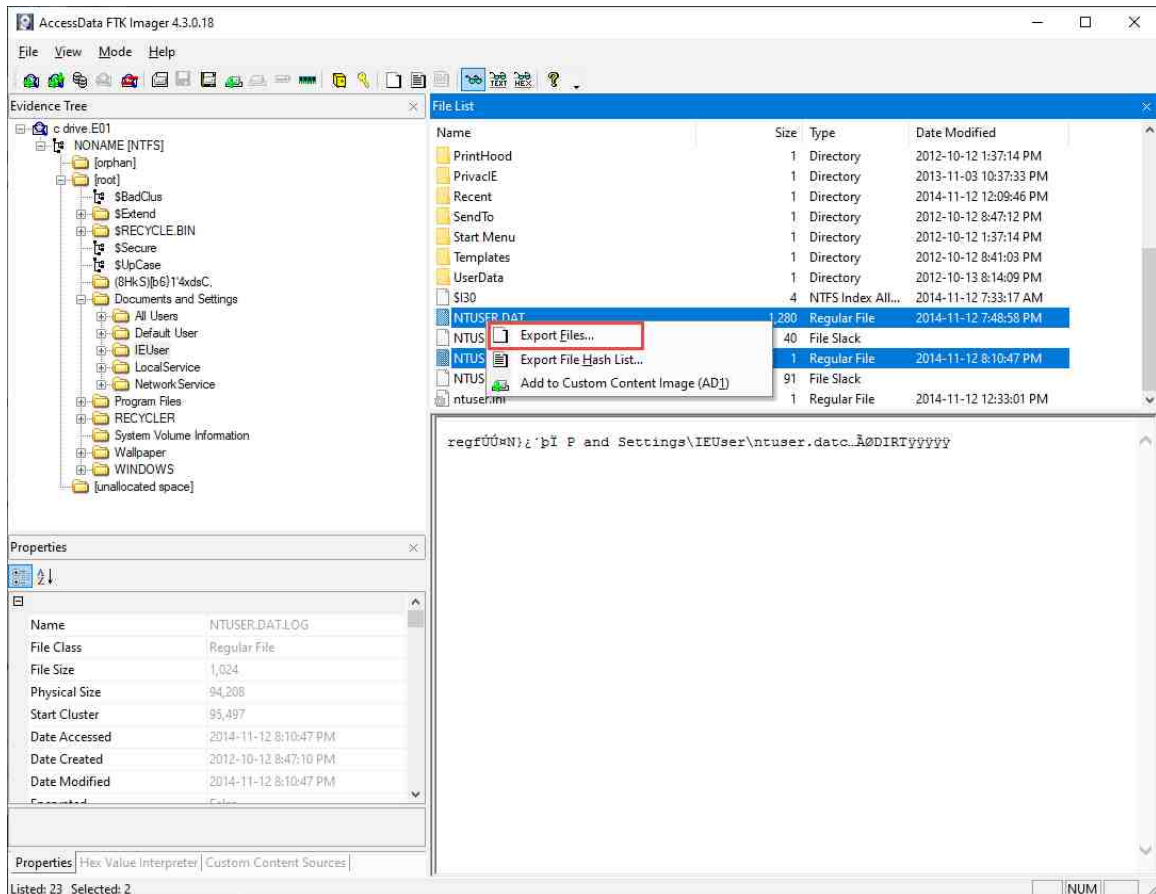 AccessData FTK Imager 4.3.0.18
File View Mode Help
Evidence Tree
c drive.E01
NONAME [NTFS]
[orphan]
[root]
$BadClus
$Extend
$RECYCLE.BIN
$Secure
$UpCase
(8HkS)[b6}1'4xdsC,
Documents and Settings
All Users
Default User
IEUser
LocalService
NetworkService
Program Files
RECYCLER
System Volume Information
Wallpaper
WINDOWS
[unallocated space]
File List
Name Size Type Date Modified
PrintHood 1 Directory 2012-10-12 1:37:14 PM
PrivacIE 1 Directory 2013-11-03 10:37:33 PM
Recent 1 Directory 2014-11-12 12:09:46 PM
SendTo 1 Directory 2012-10-12 8:47:12 PM
Start Menu 1 Directory 2012-10-12 1:37:14 PM
Templates 1 Directory 2012-10-12 8:41:03 PM
UserData 1 Directory 2012-10-13 8:14:09 PM
$I30 4 NTFS Index All... 2014-11-12 7:33:17 AM
NTUSER.DAT 1,280 Regular File 2014-11-12 7:48:58 PM
NTUS 40 File Slack
NTUS 1 Regular File 2014-11-12 8:10:47 PM
NTUS 91 File Slack
ntuser.ini 1 Regular File 2014-11-12 12:33:01 PM
Export Files...
Export File Hash List...
Add to Custom Content Image (AD1)
regfÚÚ¤N}¿´þÏ P and Settings\IEUser\ntuser.datc…ÃØDIRTÿÿÿÿÿ
Properties
Name NTUSER.DAT.LOG
File Class Regular File
File Size 1,024
Physical Size 94,208
Start Cluster 95,497
Date Accessed 2014-11-12 8:10:47 PM
Date Created 2012-10-12 8:47:10 PM
Date Modified 2014-11-12 8:10:47 PM
Properties Hex Value Interpreter Custom Content Sources
Listed: 23 Selected: 2
NUM